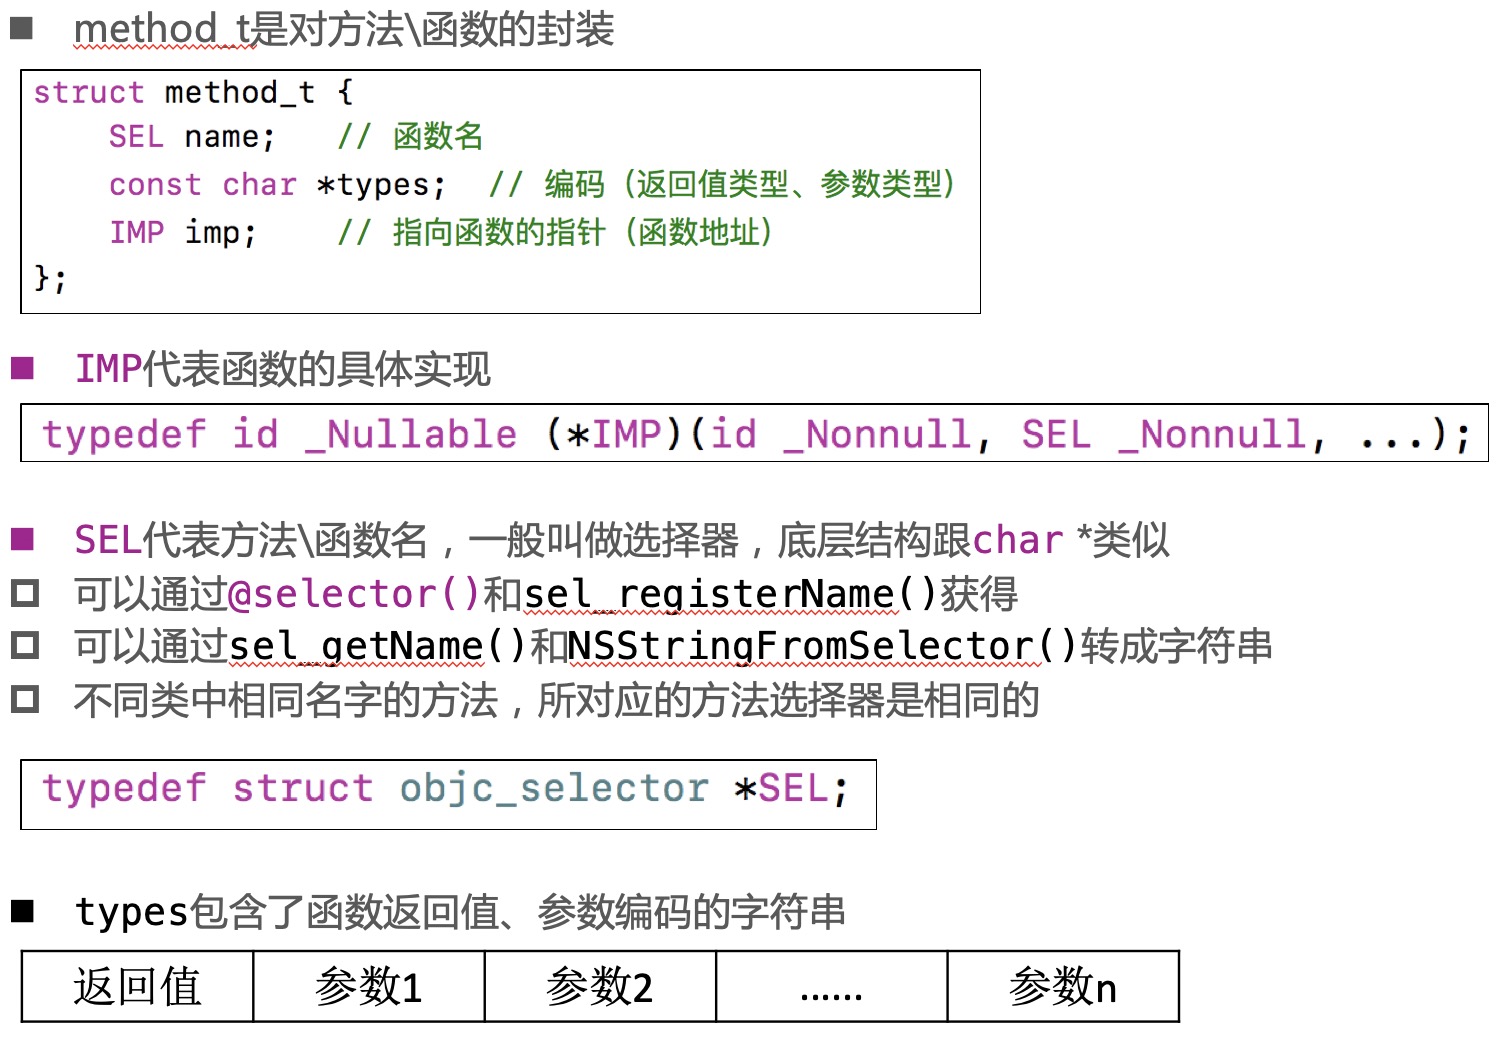 method_t是对方法\函数的封装
struct method_t {
    SEL name;   // 函数名
    const char *types;  // 编码（返回值类型、参数类型）
    IMP imp;    // 指向函数的指针（函数地址）
};
IMP代表函数的具体实现
typedef id _Nullable (*IMP)(id _Nonnull, SEL _Nonnull, ...);
SEL代表方法\函数名，一般叫做选择器，底层结构跟char *类似
可以通过@selector()和sel_registerName()获得
可以通过sel_getName()和NSStringFromSelector()转成字符串
不同类中相同名字的方法，所对应的方法选择器是相同的
typedef struct objc_selector *SEL;
types包含了函数返回值、参数编码的字符串
返回值 参数1 参数2 ...... 参数n